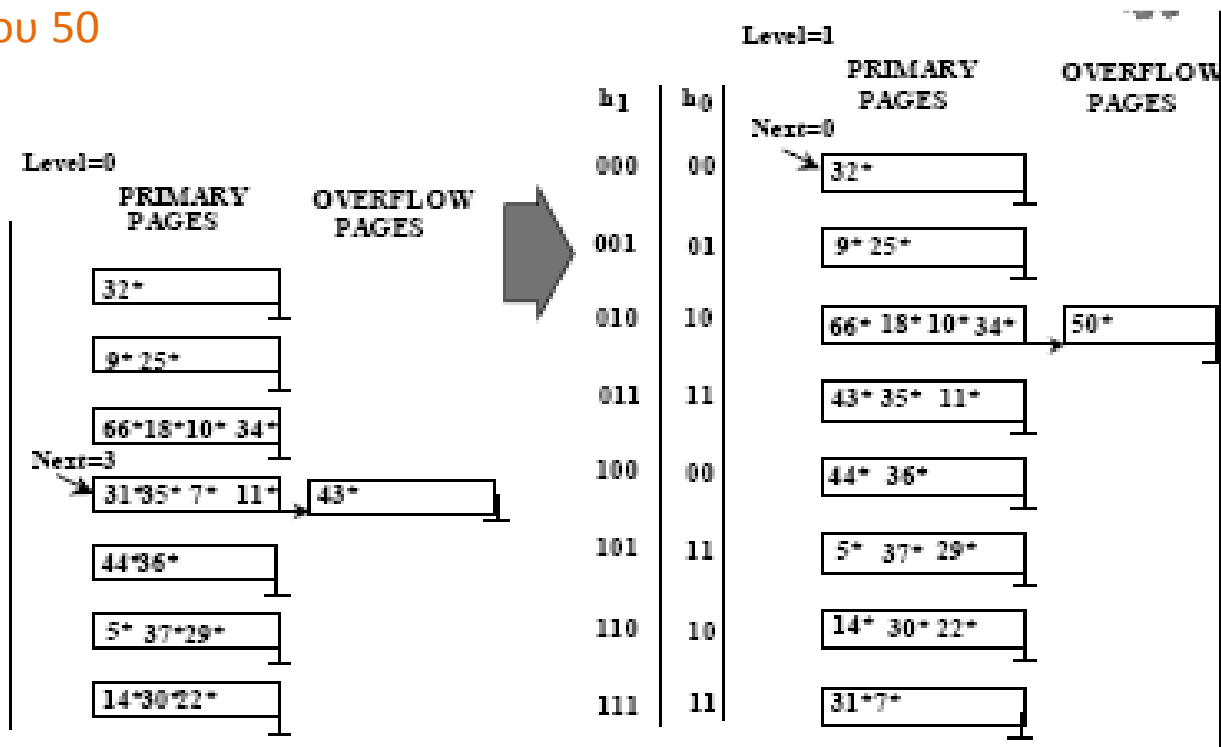 ου 50
Level=0
PRIMARY PAGES
OVERFLOW PAGES
32*
9* 25*
66* 18* 10* 34*
Next=3
31* 35* 7* 11*
43*
44* 36*
5* 37* 29*
14* 30* 22*
Level=1
h1 h0
PRIMARY PAGES
OVERFLOW PAGES
Next=0
000 00 32*
001 01 9* 25*
010 10 66* 18* 10* 34* 50*
011 11 43* 35* 11*
100 00 44* 36*
101 11 5* 37* 29*
110 10 14* 30* 22*
111 11 31* 7*